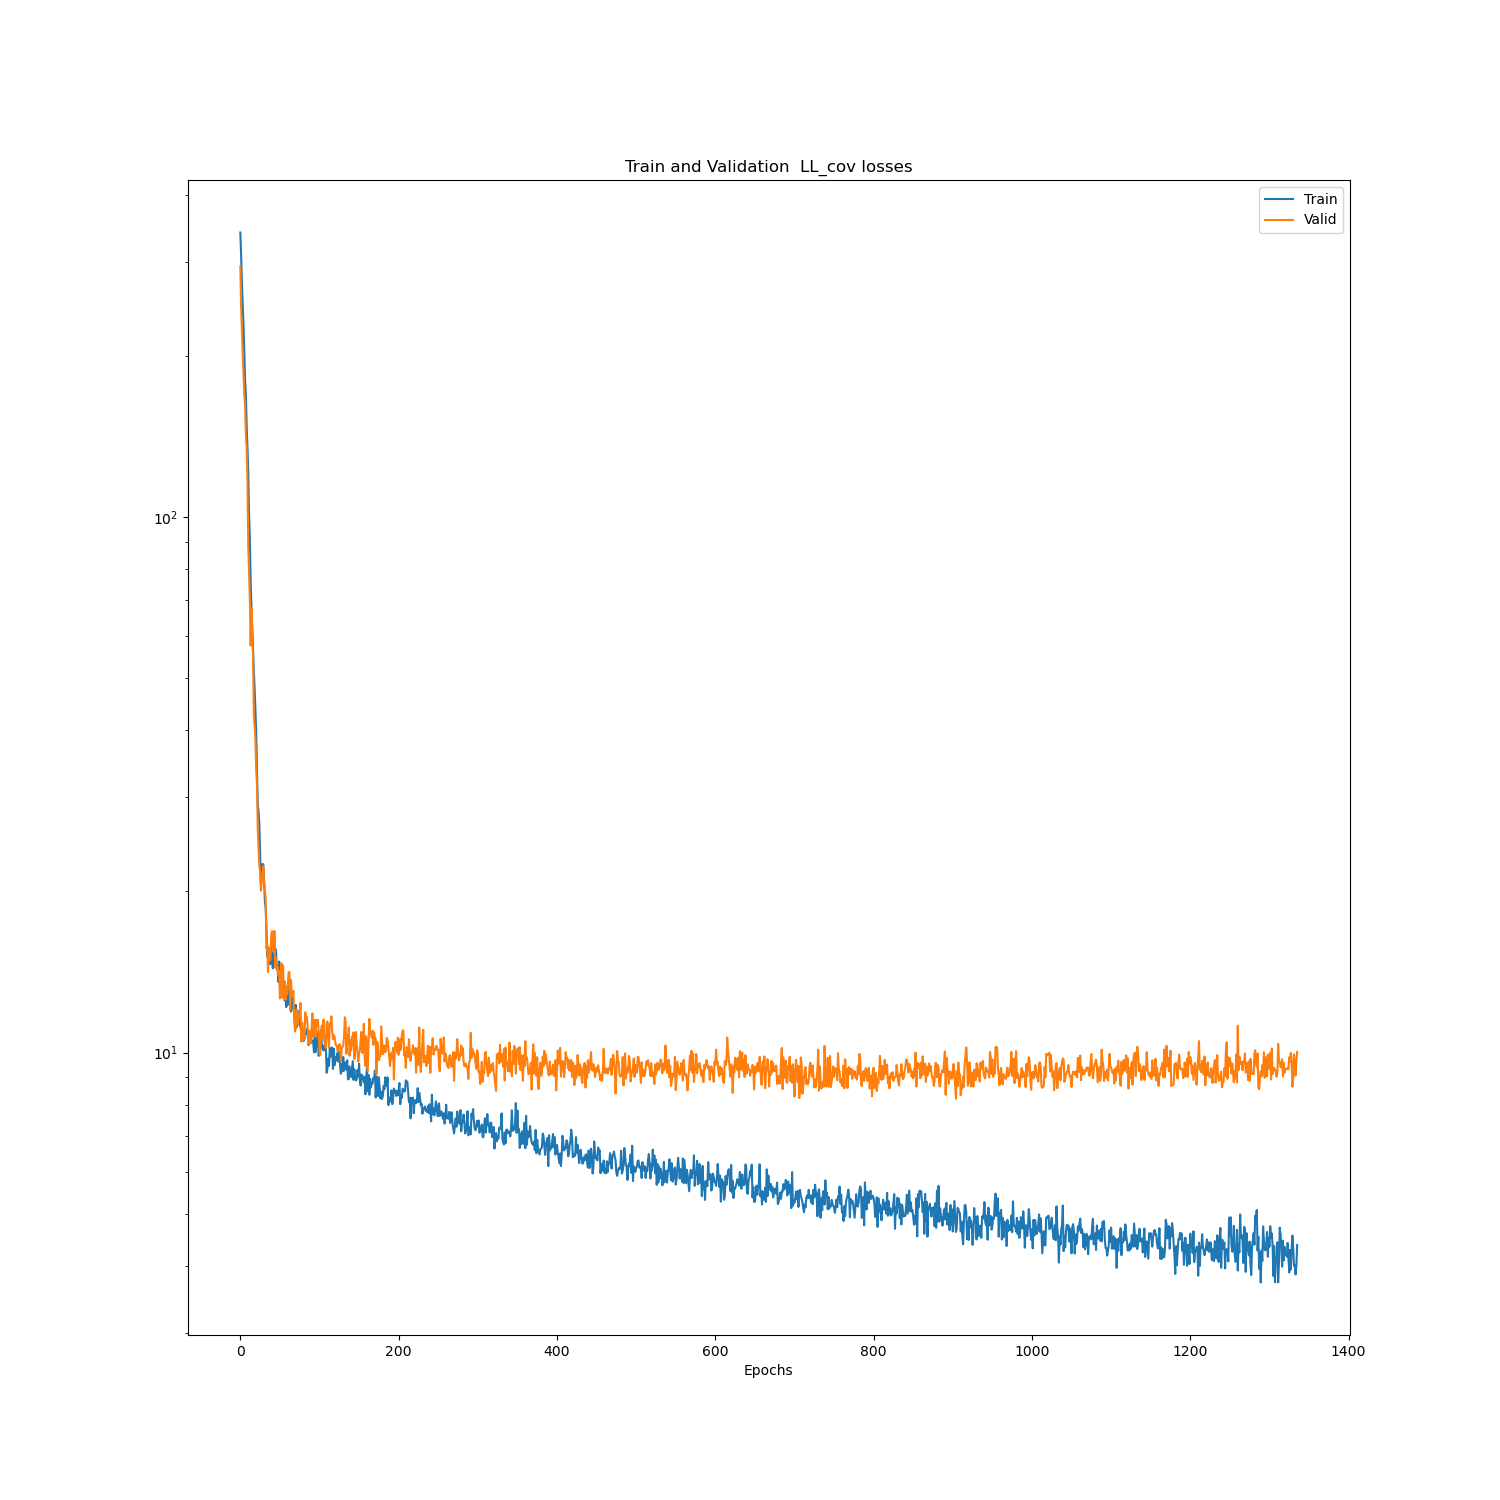 Train and Validation  LL_cov losses
Train
Valid
10²
10¹
0 200 400 600 800 1000 1200 1400
Epochs